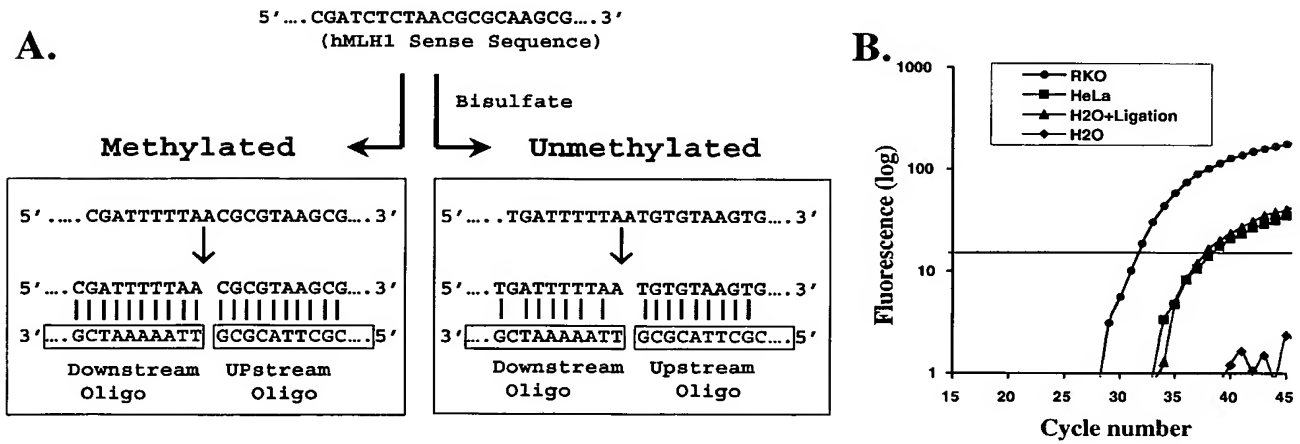 A.
5′....CGATCTCTAACGCGCAAGCG....3′
(hMLH1 Sense Sequence)
Bisulfate
Methylated
Unmethylated
5′.....CGATTTTTAACGCGTAAGCG....3′
5′....CGATTTTTAA CGCGTAAGCG....3′
3′....GCTAAAAATT GCGCATTCGC....5′
Downstream Oligo
UPstream Oligo
5′....TGATTTTTAATGTGTAAGTG....3′
5′....TGATTTTTAA TGTGTAAGTG....3′
3′....GCTAAAAATT GCGCATTCGC....5′
Downstream Oligo
Upstream Oligo
B.
RKO
HeLa
H2O+Ligation
H2O
Fluorescence (log)
1000
100
10
1
15 20 25 30 35 40 45
Cycle number